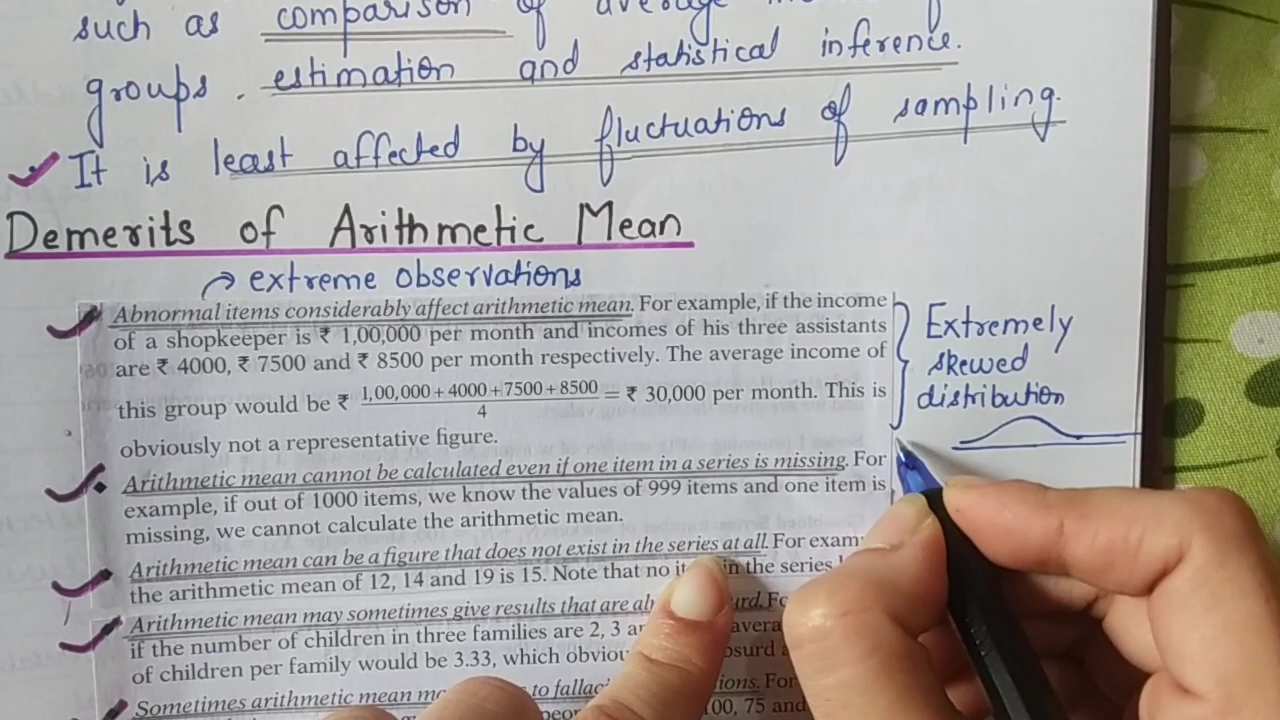 such as comparison of average
groups. estimation and statistical inference.
It is least affected by fluctuations of sampling.
Demerits of Arithmetic Mean
→ extreme observations
Abnormal items considerably affect arithmetic mean. For example, if the income
of a shopkeeper is ₹ 1,00,000 per month and incomes of his three assistants
are ₹ 4000, ₹ 7500 and ₹ 8500 per month respectively. The average income of
this group would be ₹ 1,00,000 + 4000 + 7500 + 8500 / 4 = ₹ 30,000 per month. This is
obviously not a representative figure.
Extremely
skewed
distribution
• Arithmetic mean cannot be calculated even if one item in a series is missing. For
example, if out of 1000 items, we know the values of 999 items and one item is
missing, we cannot calculate the arithmetic mean.
Arithmetic mean can be a figure that does not exist in the series at all. For
the arithmetic mean of 12, 14 and 19 is 15. Note that no in the series
Arithmetic mean may sometimes give results that are
if the number of children in three families are 2, 3
of children per family would be 3.33, which
Sometimes arithmetic mean to
100, 75 and